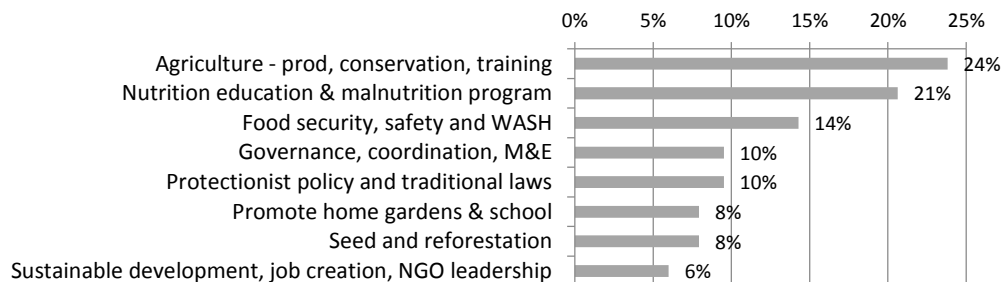 0% 5% 10% 15% 20% 25%
Agriculture - prod, conservation, training 24%
Nutrition education & malnutrition program 21%
Food security, safety and WASH 14%
Governance, coordination, M&E 10%
Protectionist policy and traditional laws 10%
Promote home gardens & school 8%
Seed and reforestation 8%
Sustainable development, job creation, NGO leadership 6%